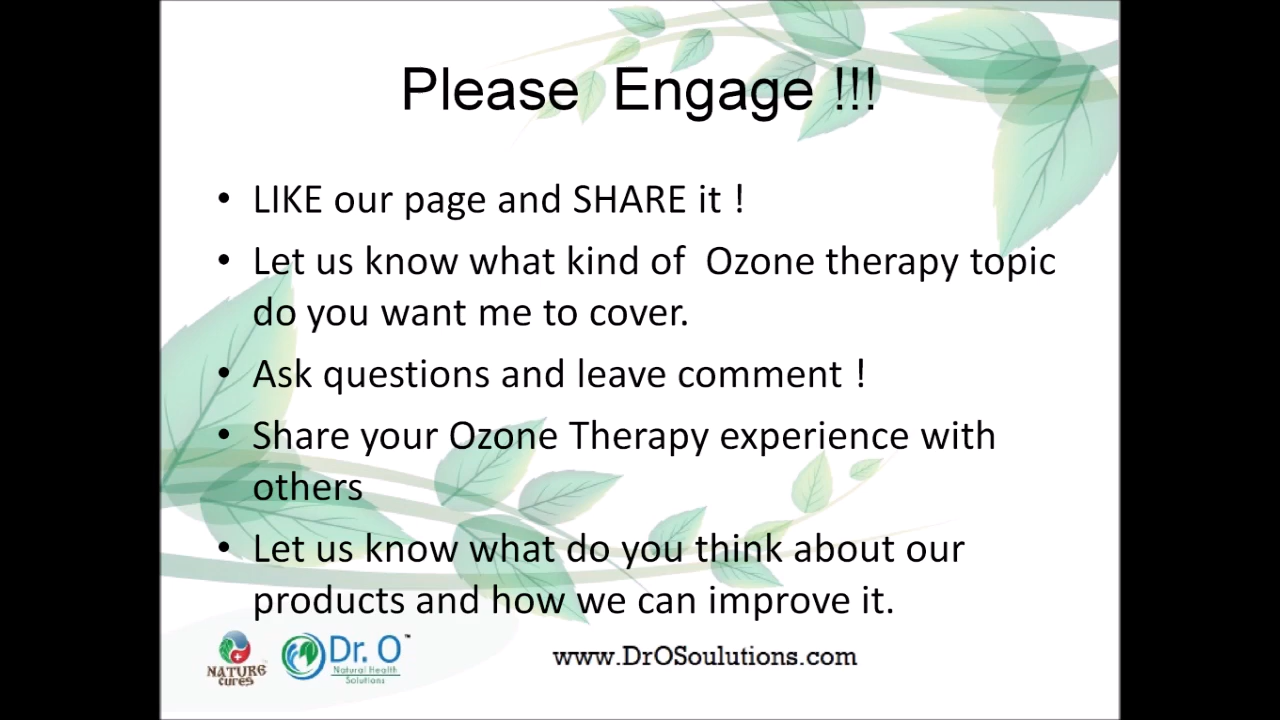 Please  Engage !!!
• LIKE our page and SHARE it !
• Let us know what kind of  Ozone therapy topic
do you want me to cover.
• Ask questions and leave comment !
• Share your Ozone Therapy experience with
others
• Let us know what do you think about our
products and how we can improve it.
NATURE
cures
Dr. O™
Natural Health
Solutions
www.DrOSoulutions.com